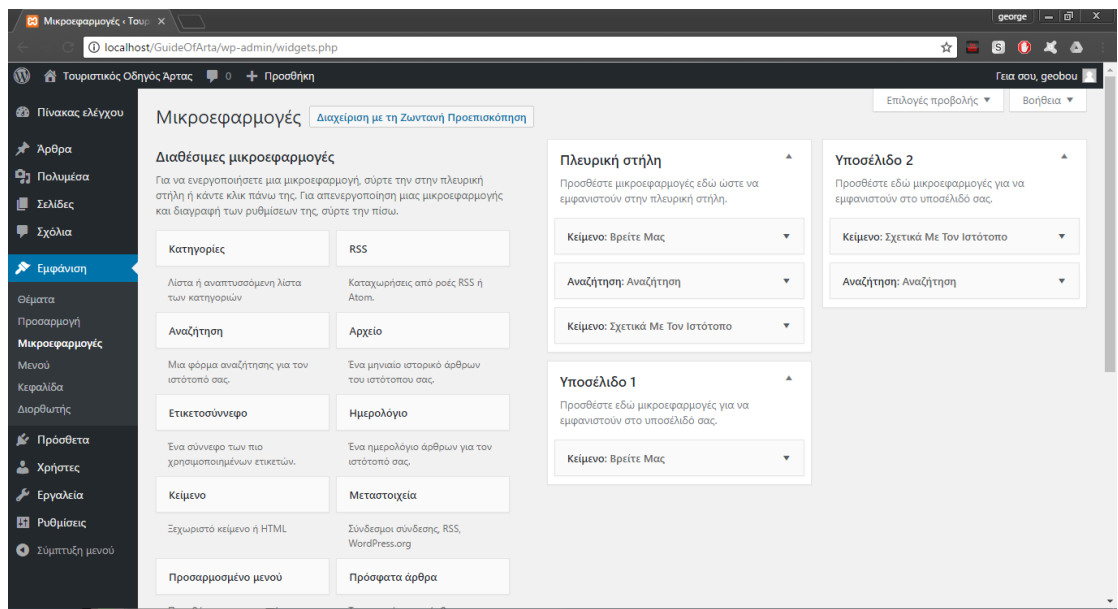 Μικροεφαρμογές ‹ Τουρ
george
localhost/GuideOfArta/wp-admin/widgets.php
Τουριστικός Οδηγός Άρτας 0 + Προσθήκη
Γεια σου, geobou
Πίνακας ελέγχου
Άρθρα
Πολυμέσα
Σελίδες
Σχόλια
Εμφάνιση
Θέματα
Προσαρμογή
Μικροεφαρμογές
Μενού
Κεφαλίδα
Διορθωτής
Πρόσθετα
Χρήστες
Εργαλεία
Ρυθμίσεις
Σύμπτυξη μενού
Επιλογές προβολής
Βοήθεια
Μικροεφαρμογές
Διαχείριση με τη Ζωντανή Προεπισκόπηση
Διαθέσιμες μικροεφαρμογές
Για να ενεργοποιήσετε μια μικροεφαρμογή, σύρτε την στην πλευρική
στήλη ή κάντε κλικ πάνω της. Για απενεργοποίηση μιας μικροεφαρμογής
και διαγραφή των ρυθμίσεων της, σύρτε την πίσω.
Κατηγορίες
Λίστα ή αναπτυσσόμενη λίστα
των κατηγοριών
RSS
Καταχωρήσεις από ροές RSS ή
Atom.
Αναζήτηση
Μια φόρμα αναζήτησης για τον
ιστότοπό σας.
Αρχείο
Ένα μηνιαίο ιστορικό άρθρων
του ιστότοπου σας.
Ετικετοσύννεφο
Ένα σύννεφο των πιο
χρησιμοποιημένων ετικετών.
Ημερολόγιο
Ένα ημερολόγιο άρθρων για τον
ιστότοπό σας.
Κείμενο
Ξεχωριστό κείμενο ή HTML
Μεταστοιχεία
Σύνδεσμοι σύνδεσης, RSS,
WordPress.org
Προσαρμοσμένο μενού
Πρόσφατα άρθρα
Πλευρική στήλη
Προσθέστε μικροεφαρμογές εδώ ώστε να
εμφανιστούν στην πλευρική στήλη.
Κείμενο: Βρείτε Μας
Αναζήτηση: Αναζήτηση
Κείμενο: Σχετικά Με Τον Ιστότοπο
Υποσέλιδο 1
Προσθέστε εδώ μικροεφαρμογές για να
εμφανιστούν στο υποσέλιδό σας.
Κείμενο: Βρείτε Μας
Υποσέλιδο 2
Προσθέστε εδώ μικροεφαρμογές για να
εμφανιστούν στο υποσέλιδό σας.
Κείμενο: Σχετικά Με Τον Ιστότοπο
Αναζήτηση: Αναζήτηση